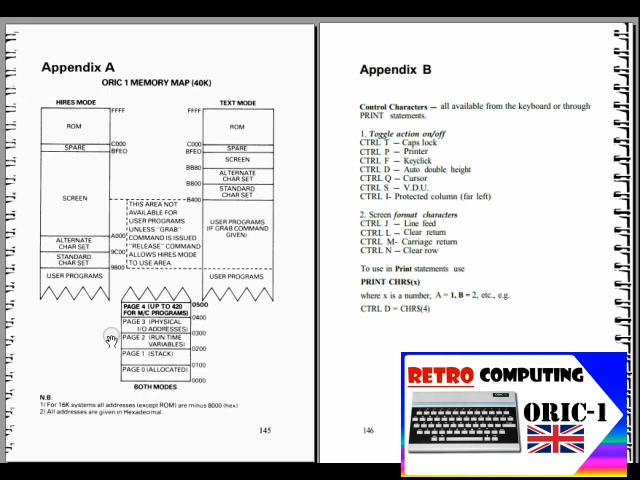 Appendix A
ORIC 1 MEMORY MAP (40K)
HIRES MODE
TEXT MODE
FFFF
FFFF
ROM
ROM
C000
C000
SPARE
SPARE
BFEO
BFEO
SCREEN
SCREEN
BB80
ALTERNATE
CHAR SET
B800
STANDARD
CHAR SET
B400
THIS AREA NOT
AVAILABLE FOR
USER PROGRAMS
UNLESS "GRAB"
COMMAND IS ISSUED
"RELEASE" COMMAND
ALLOWS HIRES MODE
TO USE AREA.
USER PROGRAMS
(IF GRAB COMMAND
GIVEN)
A000
ALTERNATE
CHAR SET
9C00
STANDARD
CHAR SET
9800
USER PROGRAMS
USER PROGRAMS
0500
PAGE 4 (UP TO 420
FOR M/C PROGRAMS)
0400
PAGE 3 (PHYSICAL
I/O ADDRESSES)
0300
PAGE 2 (RUN TIME
VARIABLES)
0200
PAGE 1 (STACK)
0100
PAGE 0 (ALLOCATED)
0000
BOTH MODES
N.B.
1) For 16K systems all addresses (except ROM) are minus 8000 (hex)
2) All addresses are given in Hexadecimal.
145
Appendix B
Control Characters — all available from the keyboard or through
PRINT statements.
1. Toggle action on/off
CTRL T — Caps lock
CTRL P — Printer
CTRL F — Keyclick
CTRL D — Auto double height
CTRL Q — Cursor
CTRL S — V.D.U.
CTRL I- Protected column (far left)
2. Screen format characters
CTRL J — Line feed
CTRL L — Clear return
CTRL M- Carriage return
CTRL N — Clear row
To use in Print statements use
PRINT CHR$(x)
where x is a number, A = 1, B = 2, etc., e.g.
CTRL D = CHR$(4)
146
RETRO COMPUTING
ORIC-1